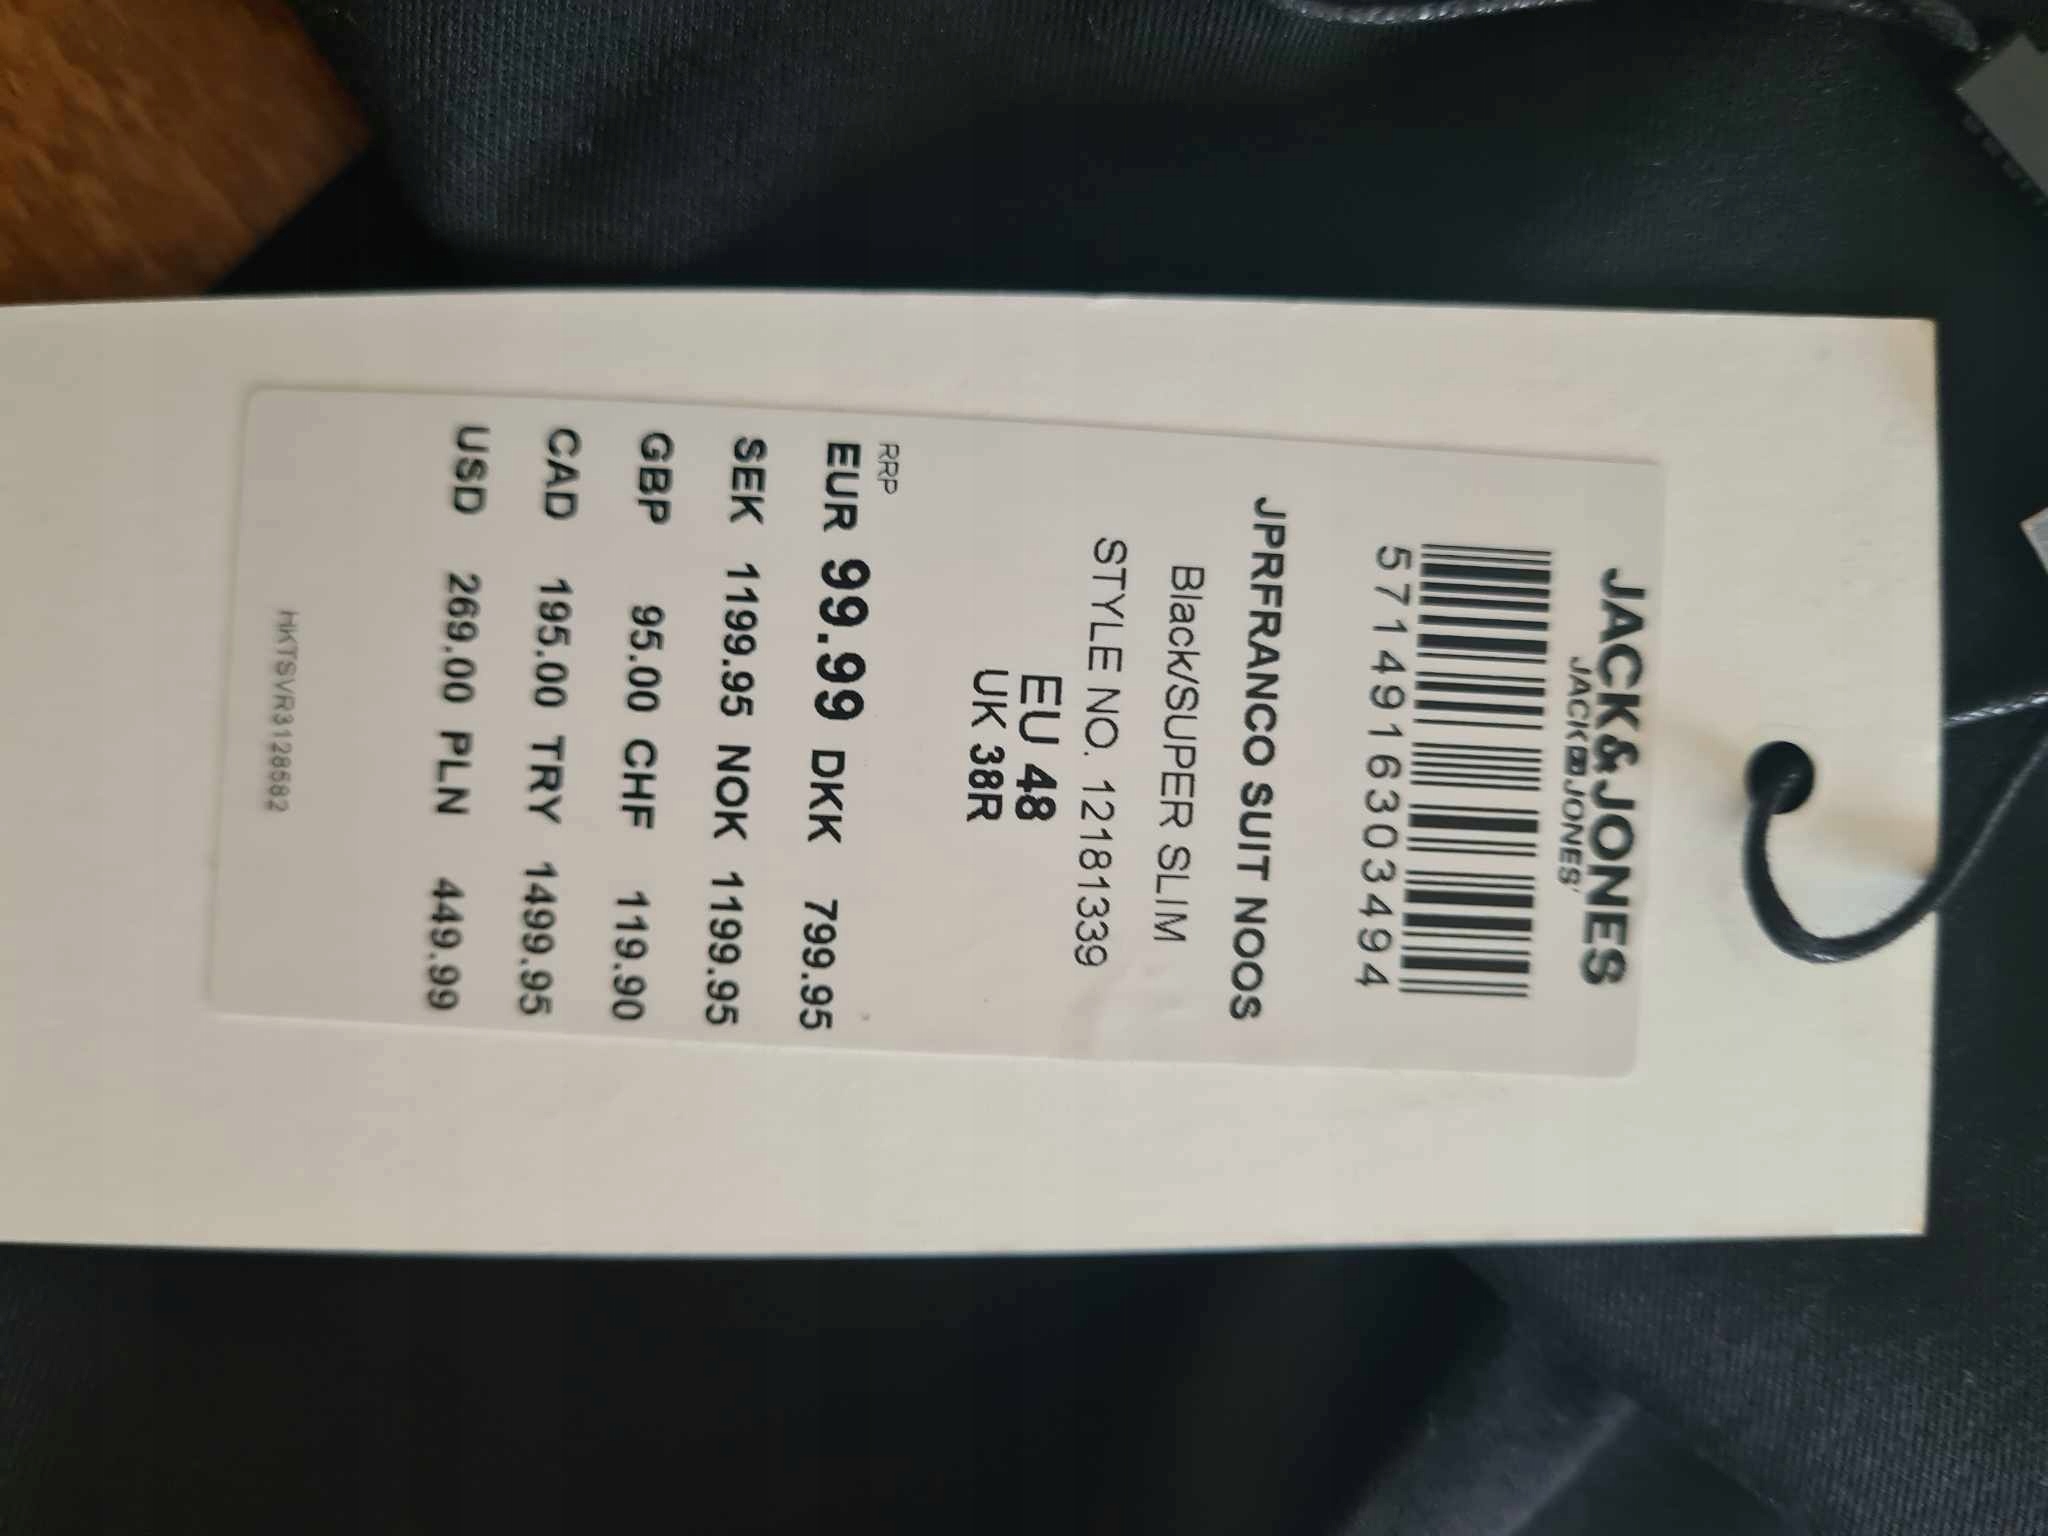 JACK&JONES
JACK&JONES'
5714916303494
JPRFRANCO SUIT NOOS
Black/SUPER SLIM
STYLE NO. 12181339
EU 48
UK 38R
RRP
EUR 99.99 DKK 799.95
SEK 1199.95 NOK 1199.95
GBP 95.00 CHF 119.90
CAD 195.00 TRY 1499.95
USD 269.00 PLN 449.99
HKTSVR3128582